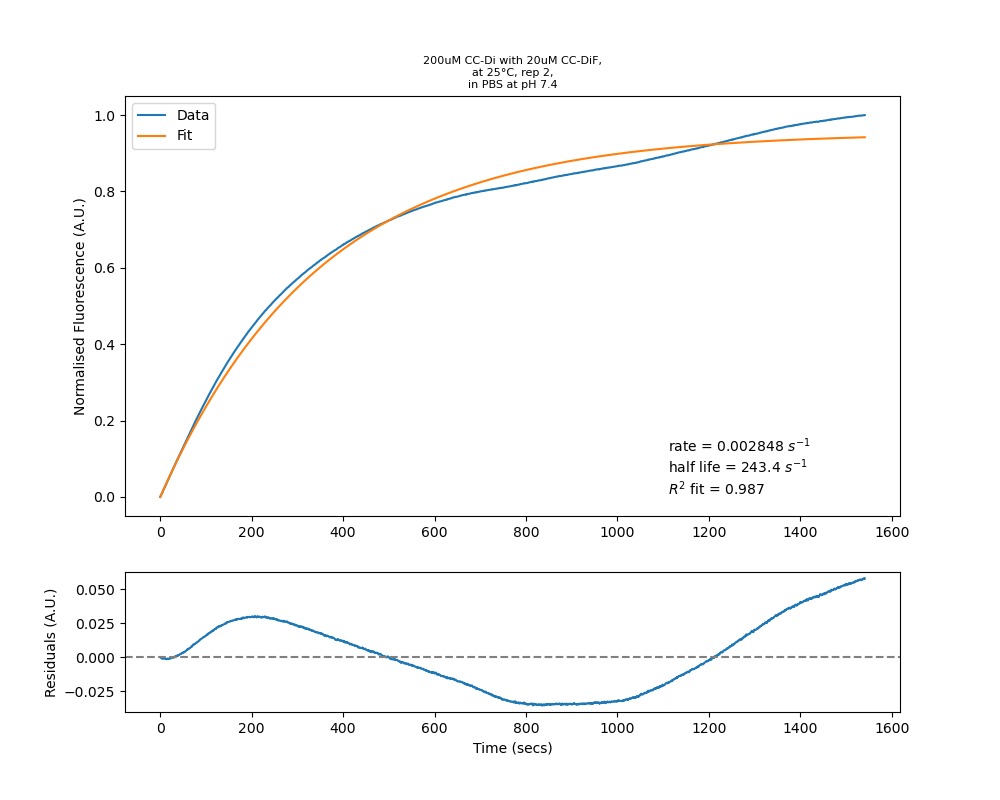 200uM CC-Di with 20uM CC-DiF,
at 25°C, rep 2,
in PBS at pH 7.4
Data
Fit
1.0
0.8
0.6
0.4
0.2
0.0
Normalised Fluorescence (A.U.)
rate = 0.002848 s⁻¹
half life = 243.4 s⁻¹
R² fit = 0.987
0 200 400 600 800 1000 1200 1400 1600
0.050
0.025
0.000
−0.025
Residuals (A.U.)
0 200 400 600 800 1000 1200 1400 1600
Time (secs)